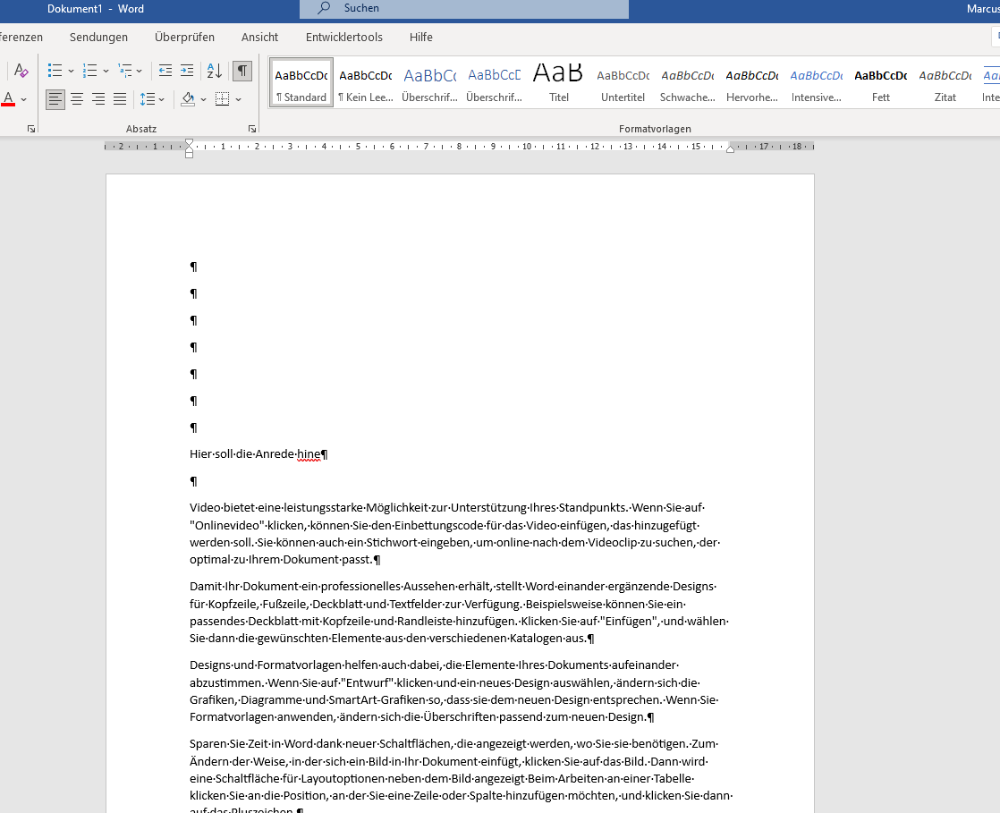 Dokument1 - Word
Suchen
Marcus
ferenzen Sendungen Überprüfen Ansicht Entwicklertools Hilfe
AaBbCcDc AaBbCcDc AaBbC( AaBbCcD AaB AaBbCcDc AaBbCcDc AaBbCcDc AaBbCcDc AaBbCcDc AaBbCcDc
¶ Standard ¶ Kein Lee... Überschrif... Überschrif... Titel Untertitel Schwache... Hervorhe... Intensive... Fett Zitat Inte
Absatz Formatvorlagen
2 1 1 2 3 4 5 6 7 8 9 10 11 12 13 14 15 17 18
¶
¶
¶
¶
¶
¶
¶
Hier·soll·die·Anrede·hine¶
¶
Video·bietet·eine·leistungsstarke·Möglichkeit·zur·Unterstützung·Ihres·Standpunkts.·Wenn·Sie·auf·
"Onlinevideo"·klicken,·können·Sie·den·Einbettungscode·für·das·Video·einfügen,·das·hinzugefügt·
werden·soll.·Sie·können·auch·ein·Stichwort·eingeben,·um·online·nach·dem·Videoclip·zu·suchen,·der·
optimal·zu·Ihrem·Dokument·passt.¶
Damit·Ihr·Dokument·ein·professionelles·Aussehen·erhält,·stellt·Word·einander·ergänzende·Designs·
für·Kopfzeile,·Fußzeile,·Deckblatt·und·Textfelder·zur·Verfügung.·Beispielsweise·können·Sie·ein·
passendes·Deckblatt·mit·Kopfzeile·und·Randleiste·hinzufügen.·Klicken·Sie·auf·"Einfügen",·und·wählen·
Sie·dann·die·gewünschten·Elemente·aus·den·verschiedenen·Katalogen·aus.¶
Designs·und·Formatvorlagen·helfen·auch·dabei,·die·Elemente·Ihres·Dokuments·aufeinander·
abzustimmen.·Wenn·Sie·auf·"Entwurf"·klicken·und·ein·neues·Design·auswählen,·ändern·sich·die·
Grafiken,·Diagramme·und·SmartArt-Grafiken·so,·dass·sie·dem·neuen·Design·entsprechen.·Wenn·Sie·
Formatvorlagen·anwenden,·ändern·sich·die·Überschriften·passend·zum·neuen·Design.¶
Sparen·Sie·Zeit·in·Word·dank·neuer·Schaltflächen,·die·angezeigt·werden,·wo·Sie·sie·benötigen.·Zum·
Ändern·der·Weise,·in·der·sich·ein·Bild·in·Ihr·Dokument·einfügt,·klicken·Sie·auf·das·Bild.·Dann·wird·
eine·Schaltfläche·für·Layoutoptionen·neben·dem·Bild·angezeigt·Beim·Arbeiten·an·einer·Tabelle·
klicken·Sie·an·die·Position,·an·der·Sie·eine·Zeile·oder·Spalte·hinzufügen·möchten,·und·klicken·Sie·dann·
auf·das·Pluszeichen.¶